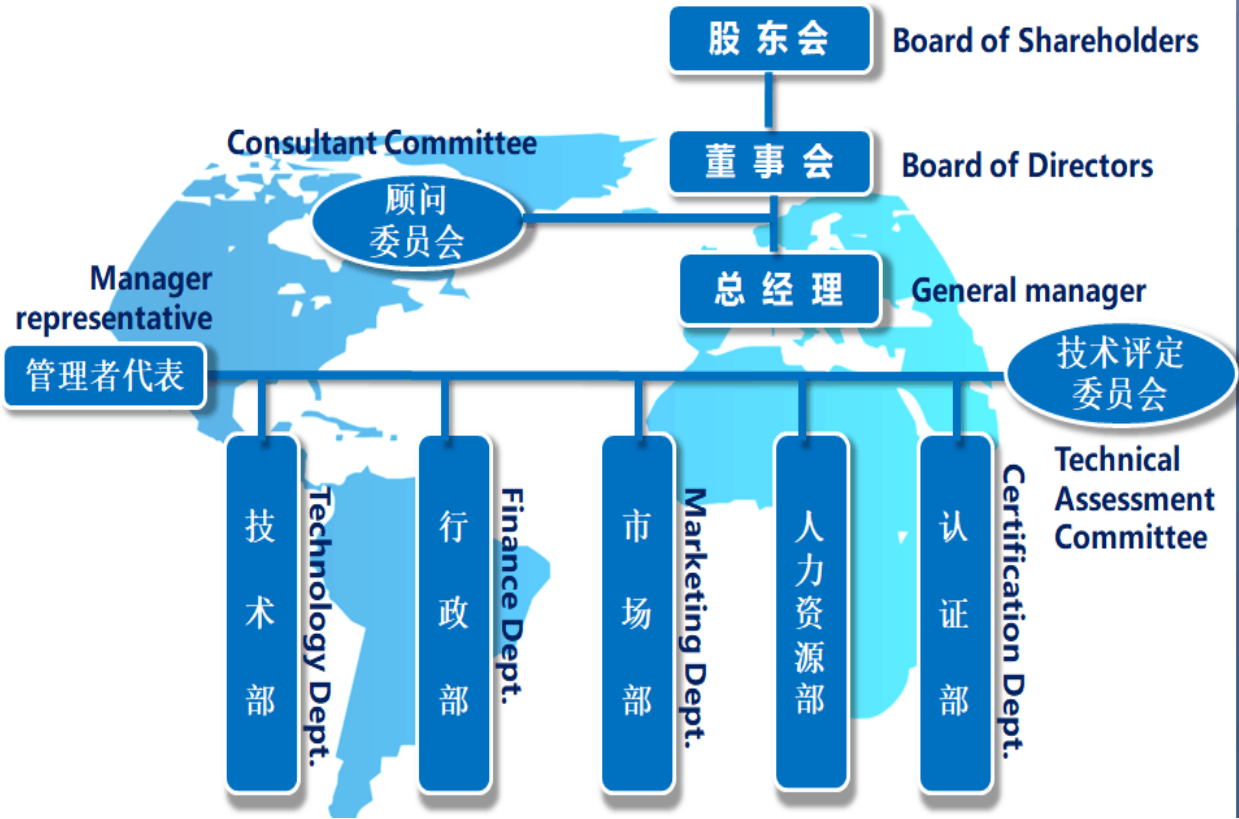 股东会
Board of Shareholders
Consultant Committee
董事会
Board of Directors
顾问
委员会
总经理
General manager
Manager
representative
管理者代表
技术评定
委员会
Technical
Assessment
Committee
技术部
Technology Dept.
行政部
Finance Dept.
市场部
Marketing Dept.
人力资源部
认证部
Certification Dept.